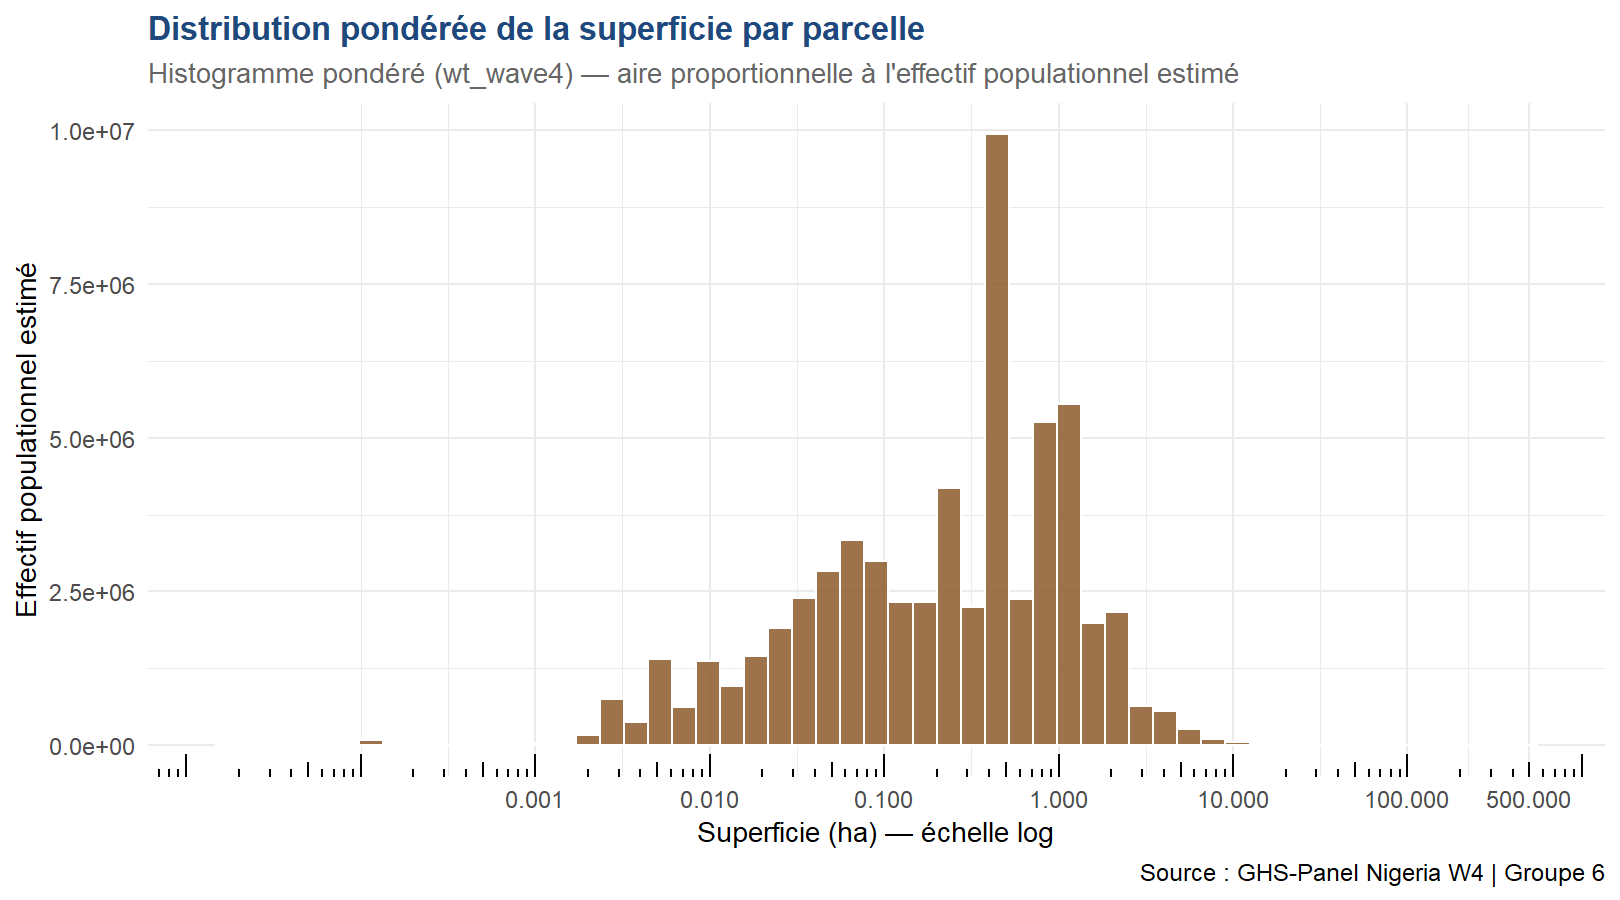 Distribution pondérée de la superficie par parcelle
Histogramme pondéré (wt_wave4) — aire proportionnelle à l'effectif populationnel estimé
Effectif populationnel estimé
1.0e+07
7.5e+06
5.0e+06
2.5e+06
0.0e+00
0.001 0.010 0.100 1.000 10.000 100.000 500.000
Superficie (ha) — échelle log
Source : GHS-Panel Nigeria W4 | Groupe 6